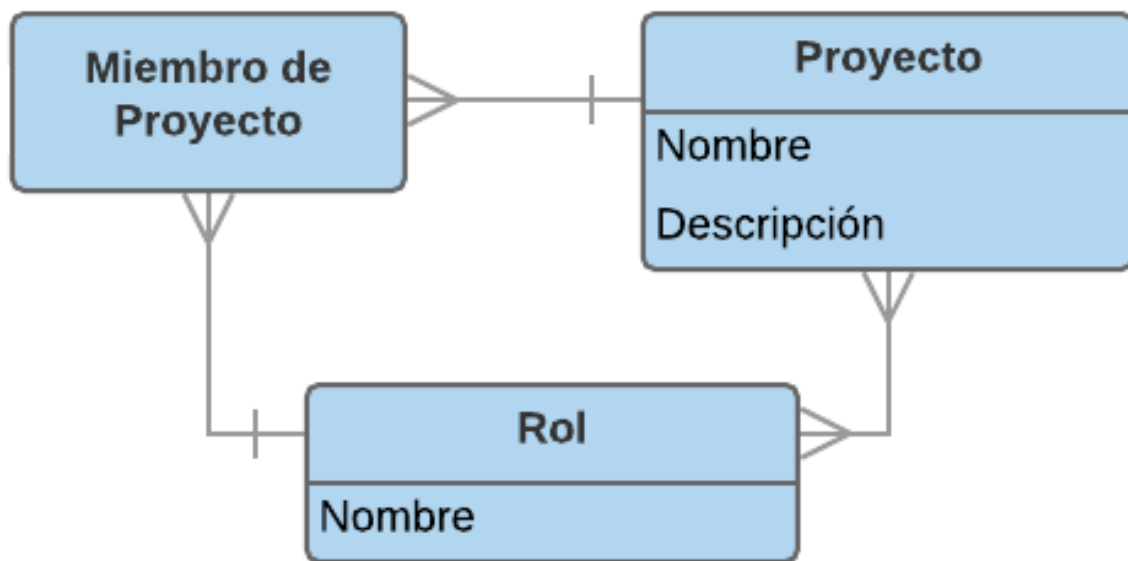 Miembro de
Proyecto
Proyecto
Nombre
Descripción
Rol
Nombre